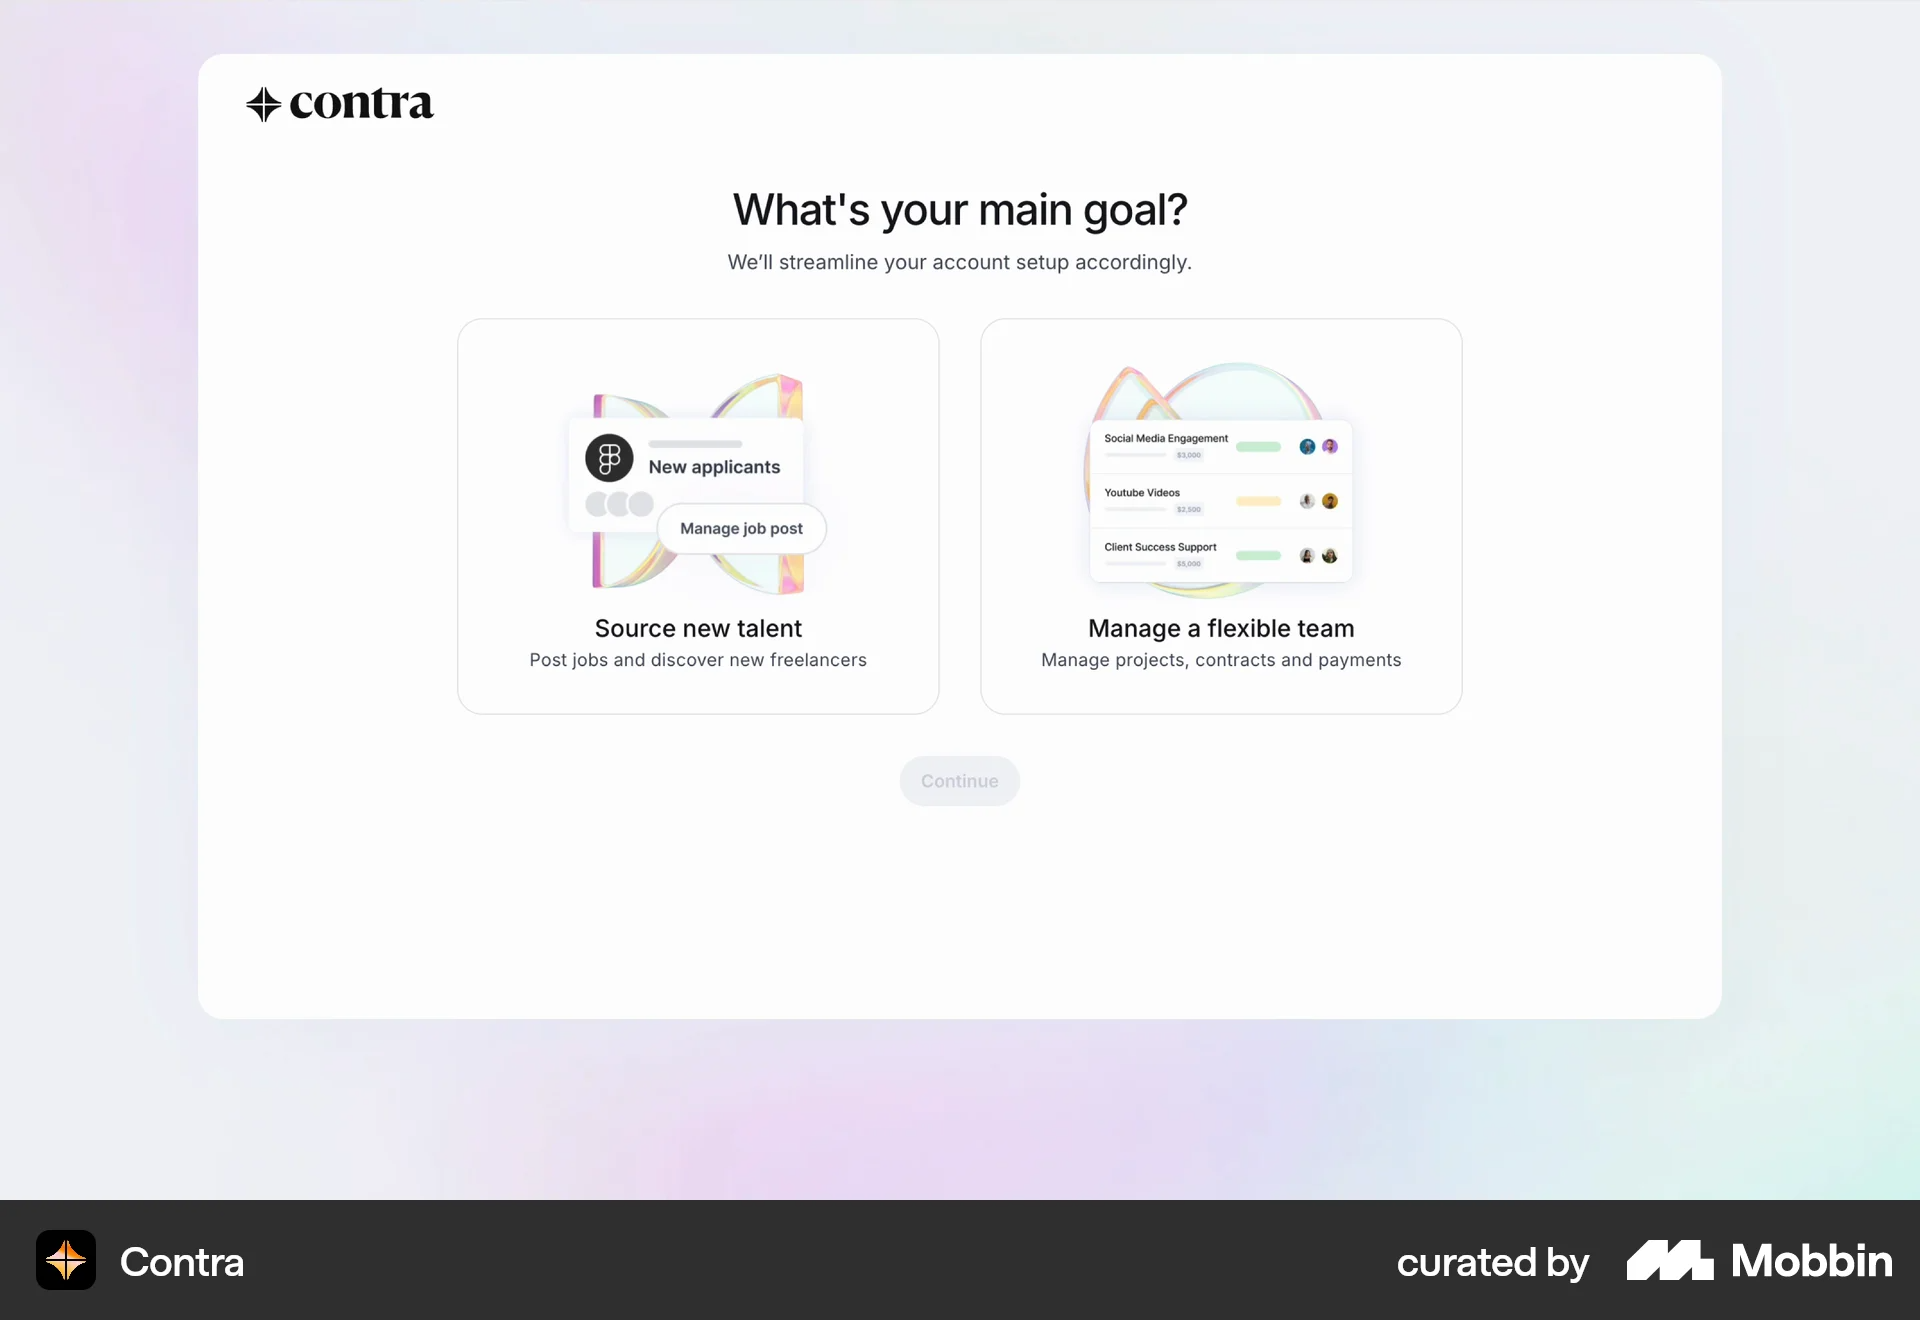 contra
What's your main goal?
We’ll streamline your account setup accordingly.
New applicants
Manage job post
Source new talent
Post jobs and discover new freelancers
Social Media Engagement
$3,000
Youtube Videos
$2,500
Client Success Support
$5,000
Manage a flexible team
Manage projects, contracts and payments
Continue
Contra
curated by Mobbin